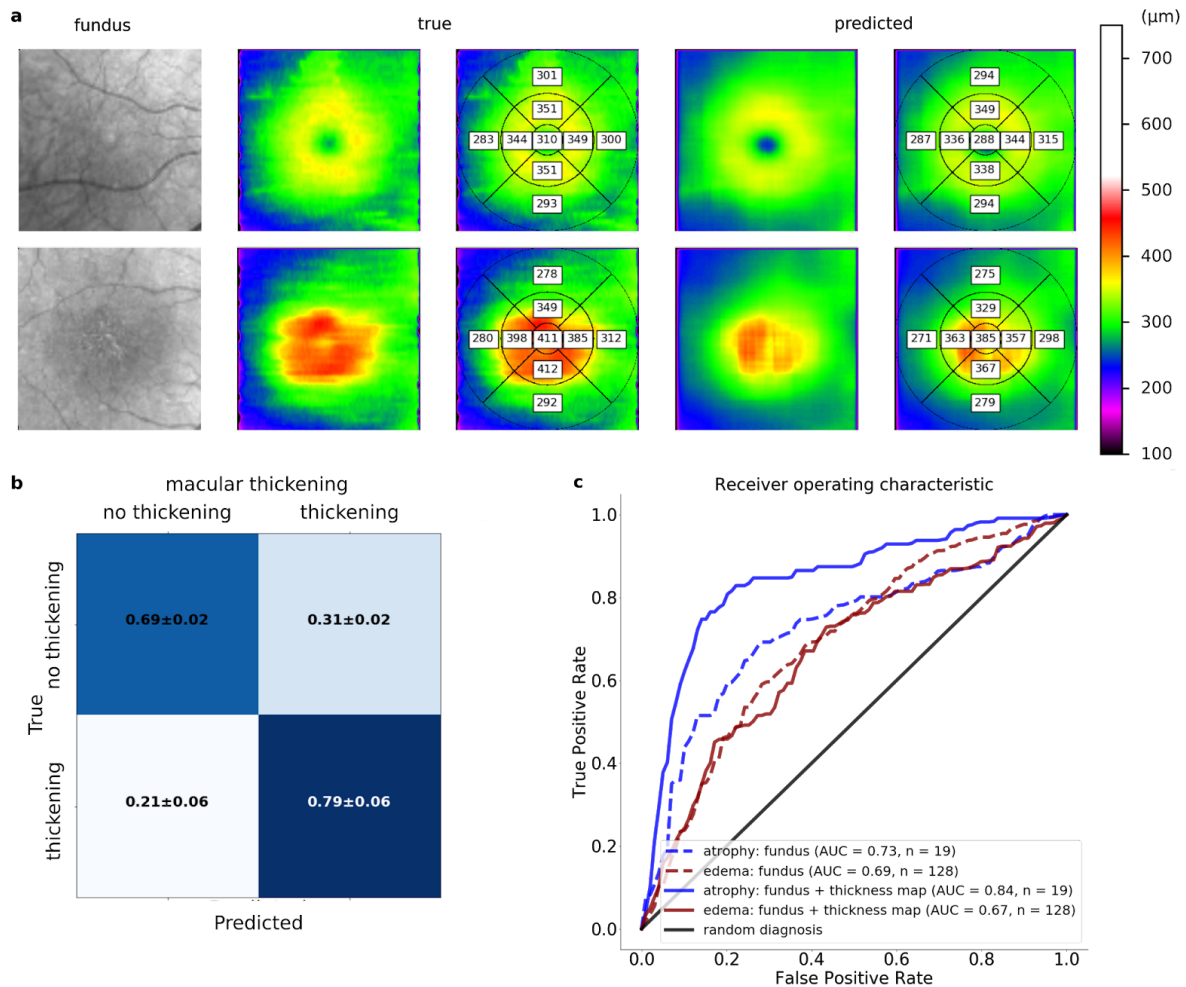 a
fundus
true
predicted
(μm)
301
351
283 344 310 349 300
351
293
294
349
287 336 288 344 315
338
294
278
349
280 398 411 385 312
412
292
275
329
271 363 385 357 298
367
279
700
600
500
400
300
200
100
b
macular thickening
no thickening
thickening
True
no thickening
thickening
0.69±0.02
0.31±0.02
0.21±0.06
0.79±0.06
Predicted
c
Receiver operating characteristic
True Positive Rate
1.0
0.8
0.6
0.4
0.2
0.0
atrophy: fundus (AUC = 0.73, n = 19)
edema: fundus (AUC = 0.69, n = 128)
atrophy: fundus + thickness map (AUC = 0.84, n = 19)
edema: fundus + thickness map (AUC = 0.67, n = 128)
random diagnosis
0.0 0.2 0.4 0.6 0.8 1.0
False Positive Rate